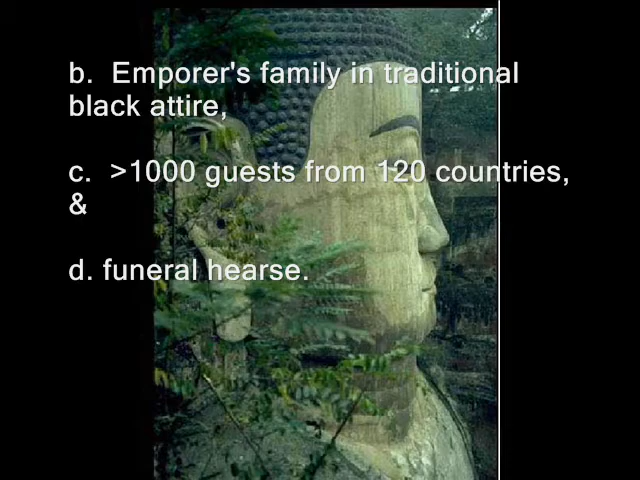 b.  Emporer's family in traditional
black attire,
c.  >1000 guests from 120 countries,
&
d. funeral hearse.